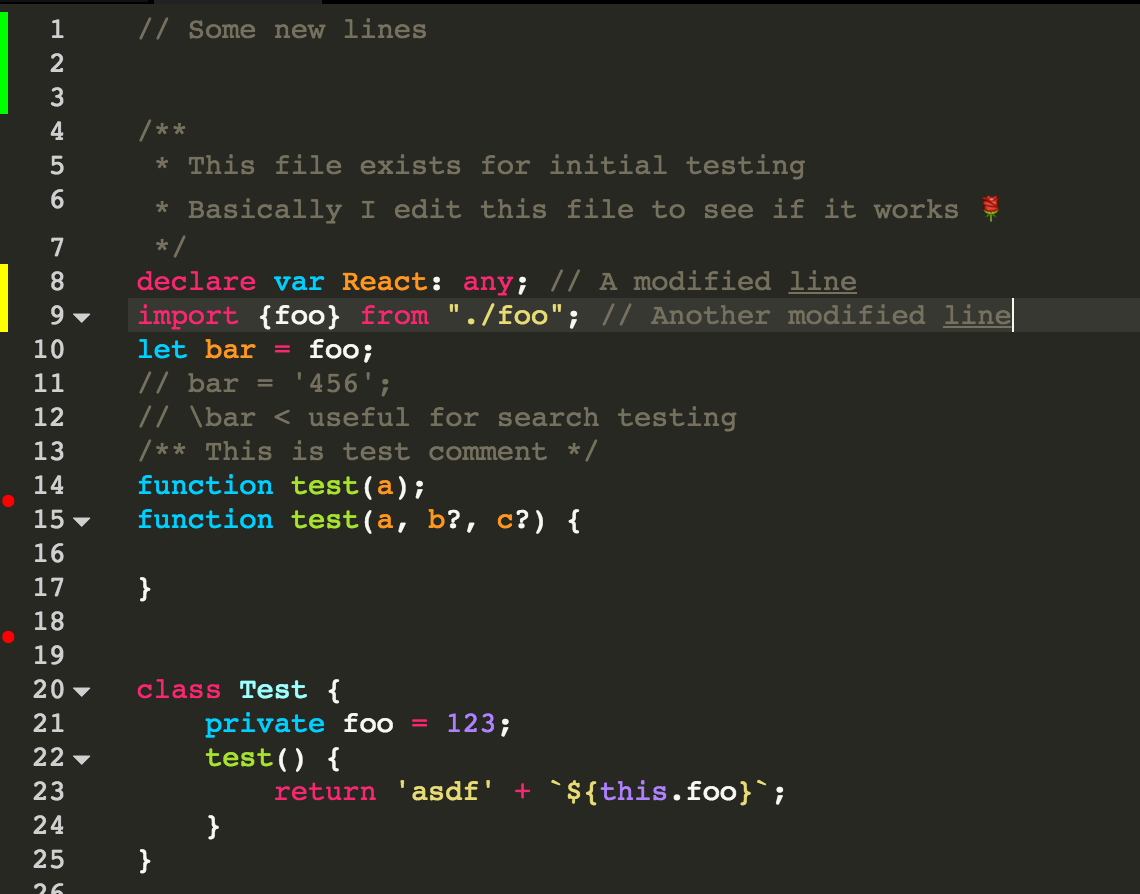 1 // Some new lines
2
3
4 /**
5  * This file exists for initial testing
6  * Basically I edit this file to see if it works 🌹
7  */
8 declare var React: any; // A modified line
9 import {foo} from "./foo"; // Another modified line
10 let bar = foo;
11 // bar = '456';
12 // \bar < useful for search testing
13 /** This is test comment */
14 function test(a);
15 function test(a, b?, c?) {
16
17 }
18
19
20 class Test {
21     private foo = 123;
22     test() {
23         return 'asdf' + `${this.foo}`;
24     }
25 }
26